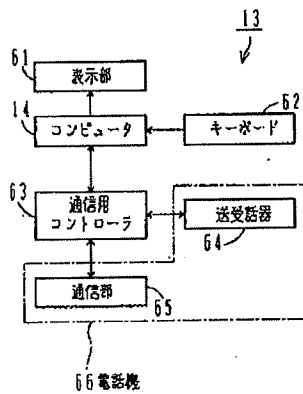 13
61
表示部
62
14
コンピュータ
キーボード
63
通信用
コントローラ
送受話器
64
通信部
65
66 電話機